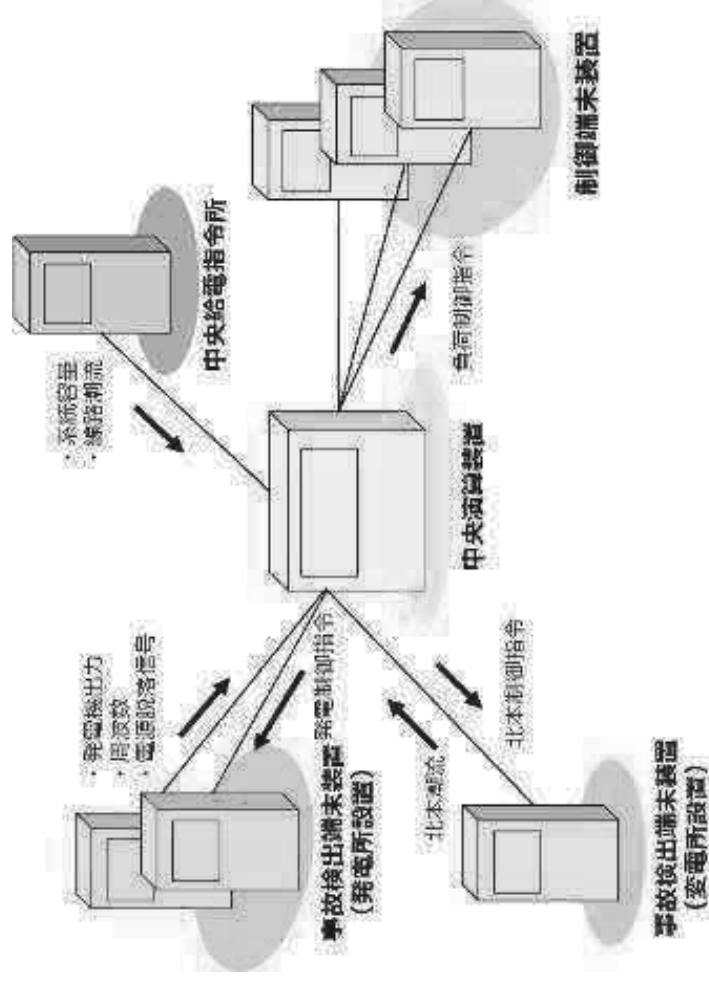 ・発電機出力
・周波数
・電源脱落信号
発電制御指令
事故検出端末装置
(発電所設置)
・系統容量
・線路潮流
中央給電指令所
中央演算装置
負荷制御指令
制御端末装置
北本潮流
北本制御指令
事故検出端末装置
(変電所設置)